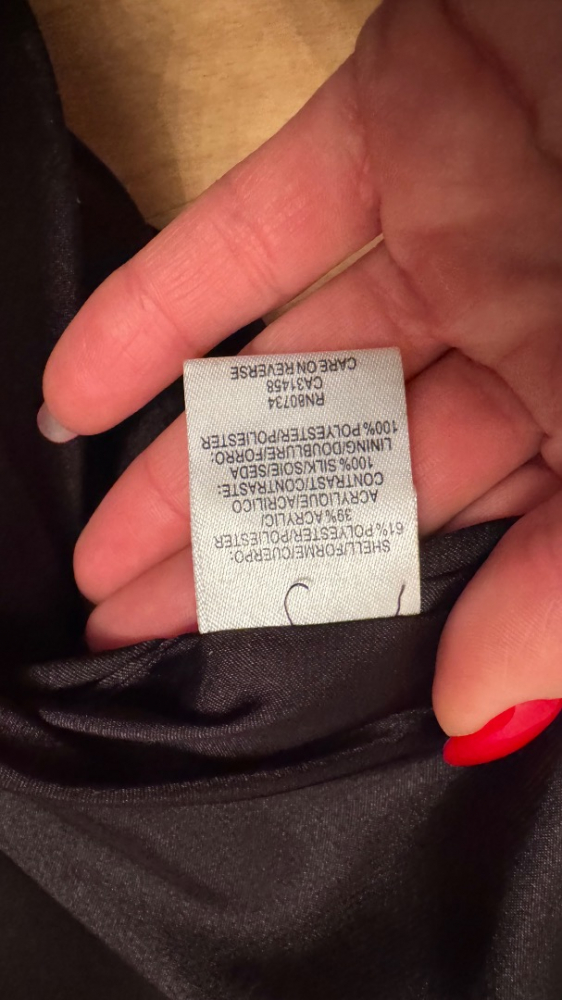 SHELL/FORME/CUERPO:
61% POLYESTER/POLIESTER
39% ACRYLIC/
ACRYLIQUE/ACRILICO
CONTRAST/CONTRASTE:
100% SILK/SOIE/SEDA
LINING/DOUBLURE/FORRO:
100% POLYESTER/POLIESTER
RN80734
CA31458
CARE ON REVERSE